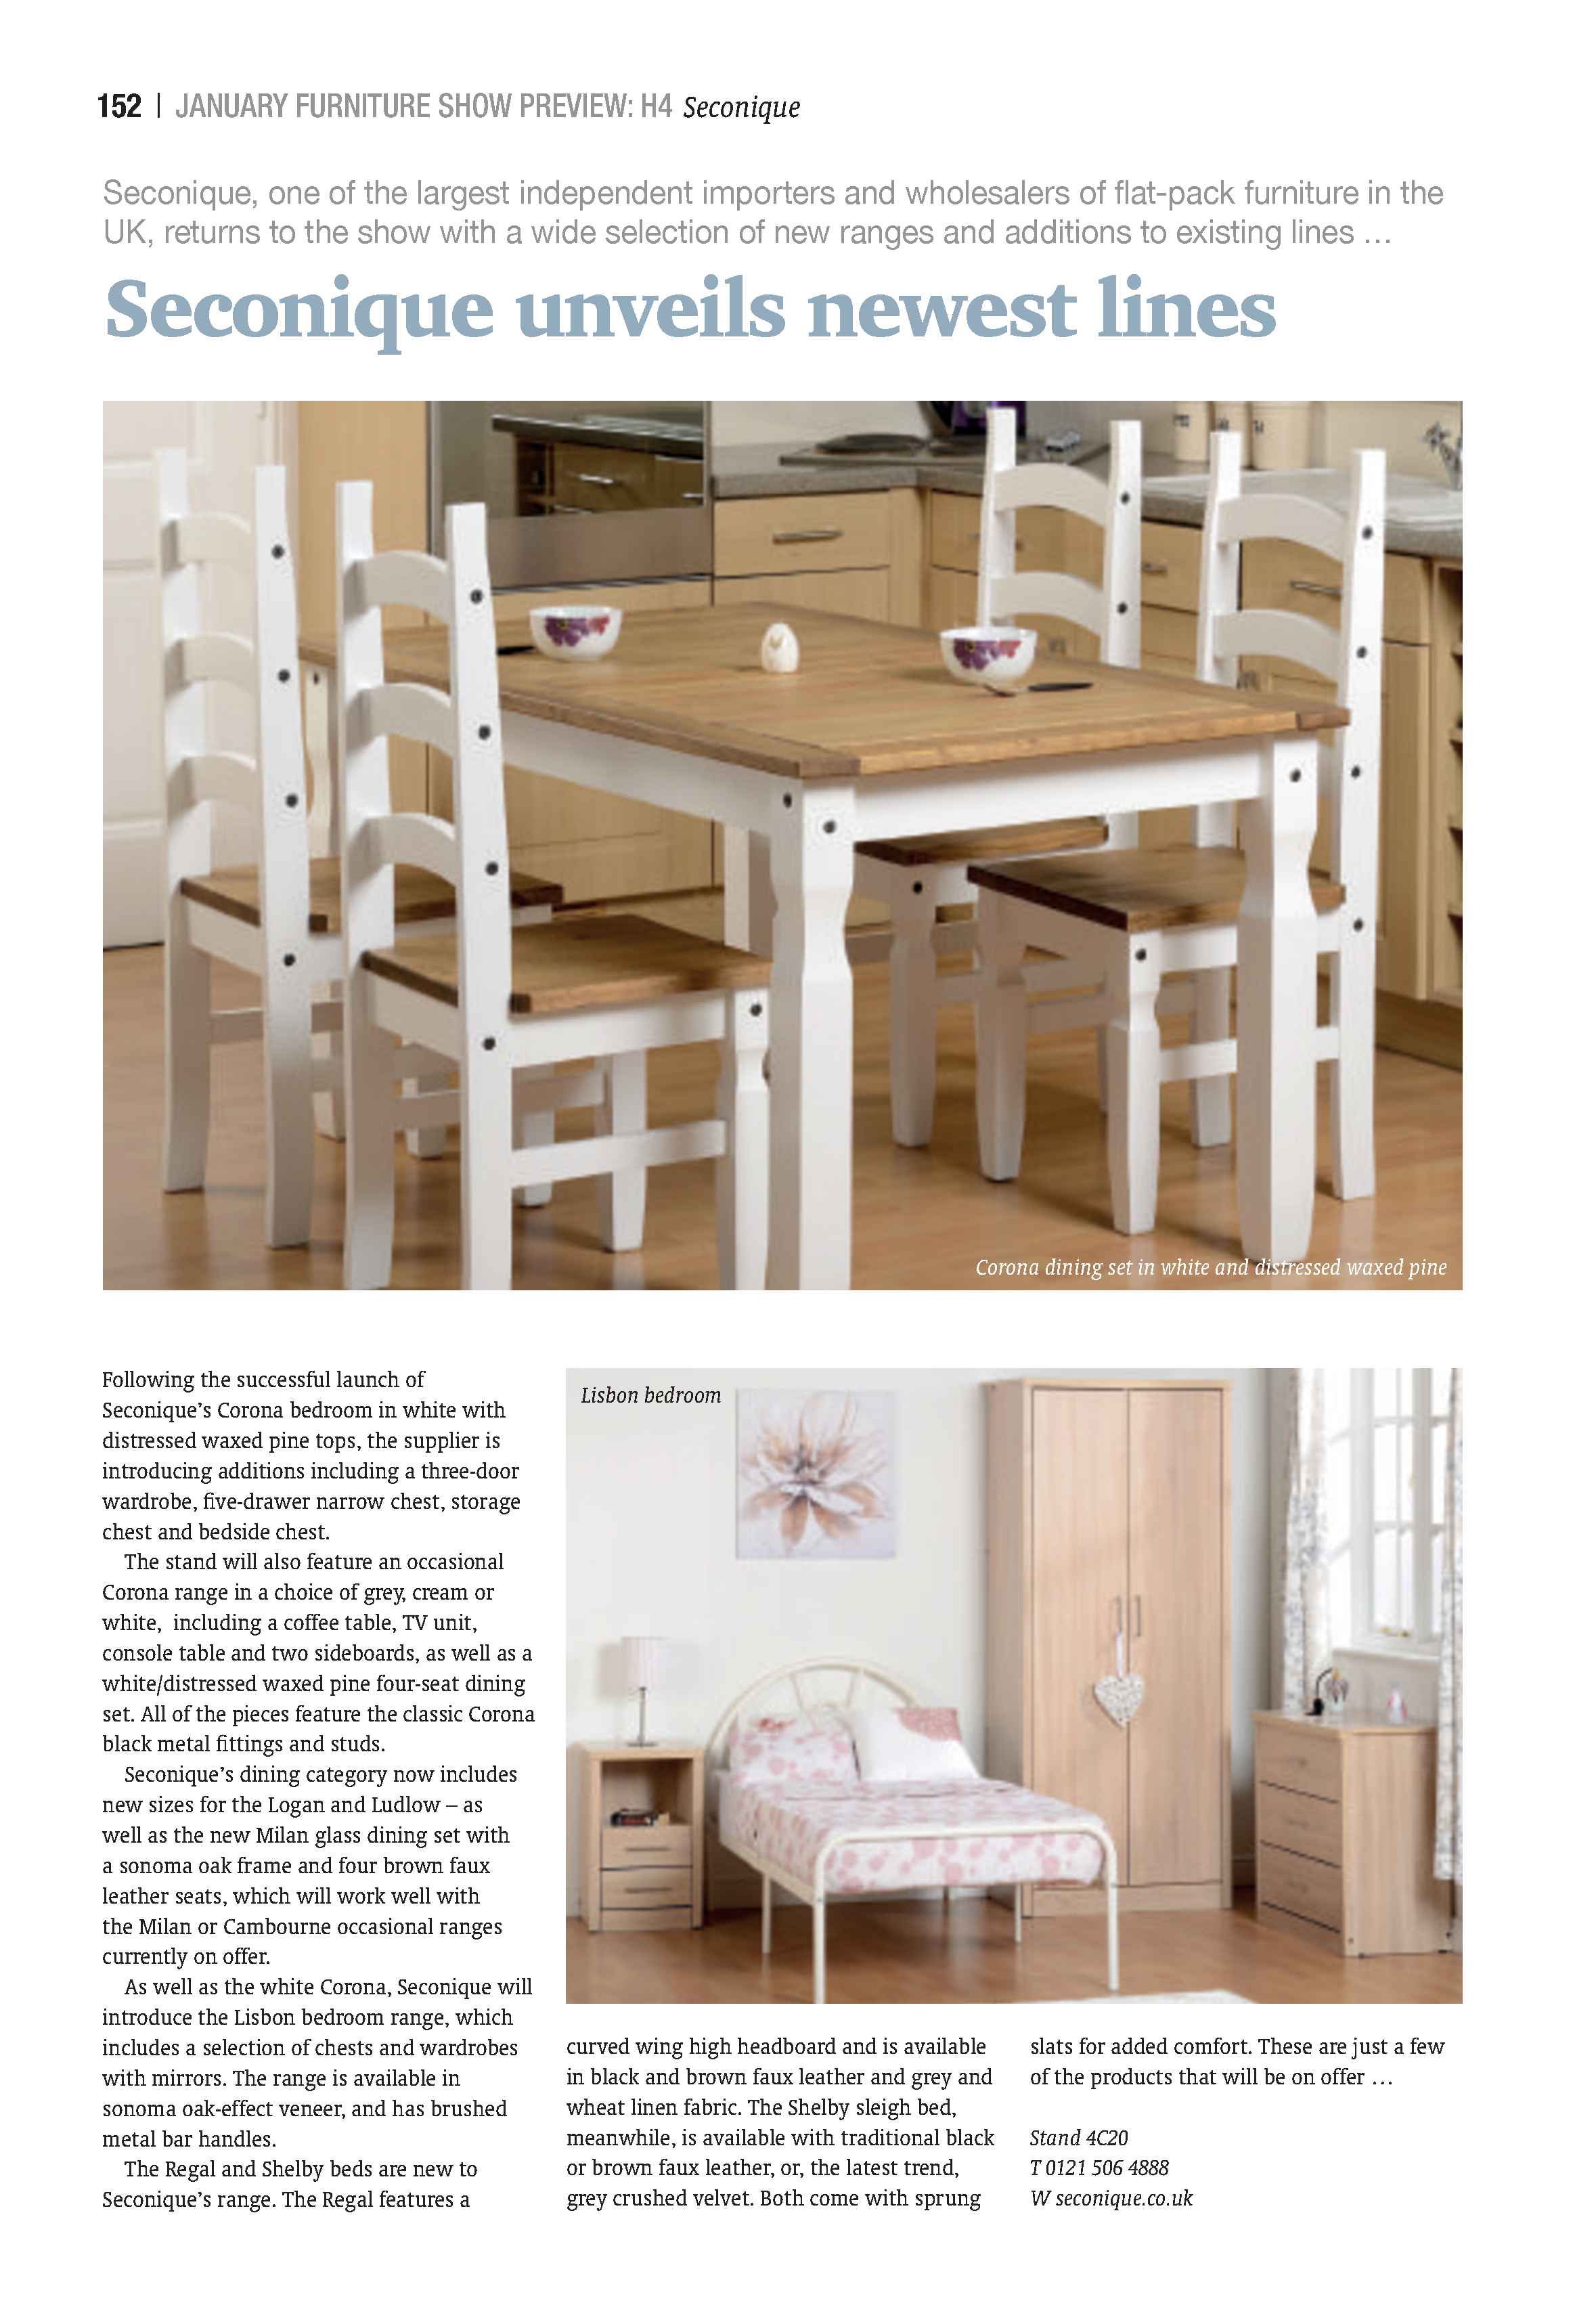 152 | JANUARY FURNITURE SHOW PREVIEW: H4 Seconique
Seconique, one of the largest independent importers and wholesalers of flat-pack furniture in the
UK, returns to the show with a wide selection of new ranges and additions to existing lines …
Seconique unveils newest lines
Corona dining set in white and distressed waxed pine
Following the successful launch of
Seconique’s Corona bedroom in white with
distressed waxed pine tops, the supplier is
introducing additions including a three-door
wardrobe, five-drawer narrow chest, storage
chest and bedside chest.
The stand will also feature an occasional
Corona range in a choice of grey, cream or
white,  including a coffee table, TV unit,
console table and two sideboards, as well as a
white/distressed waxed pine four-seat dining
set. All of the pieces feature the classic Corona
black metal fittings and studs.
Seconique’s dining category now includes
new sizes for the Logan and Ludlow – as
well as the new Milan glass dining set with
a sonoma oak frame and four brown faux
leather seats, which will work well with
the Milan or Cambourne occasional ranges
currently on offer.
As well as the white Corona, Seconique will
introduce the Lisbon bedroom range, which
includes a selection of chests and wardrobes
with mirrors. The range is available in
sonoma oak-effect veneer, and has brushed
metal bar handles.
The Regal and Shelby beds are new to
Seconique’s range. The Regal features a
Lisbon bedroom
curved wing high headboard and is available
in black and brown faux leather and grey and
wheat linen fabric. The Shelby sleigh bed,
meanwhile, is available with traditional black
or brown faux leather, or, the latest trend,
grey crushed velvet. Both come with sprung
slats for added comfort. These are just a few
of the products that will be on offer …
Stand 4C20
T 0121 506 4888
W seconique.co.uk